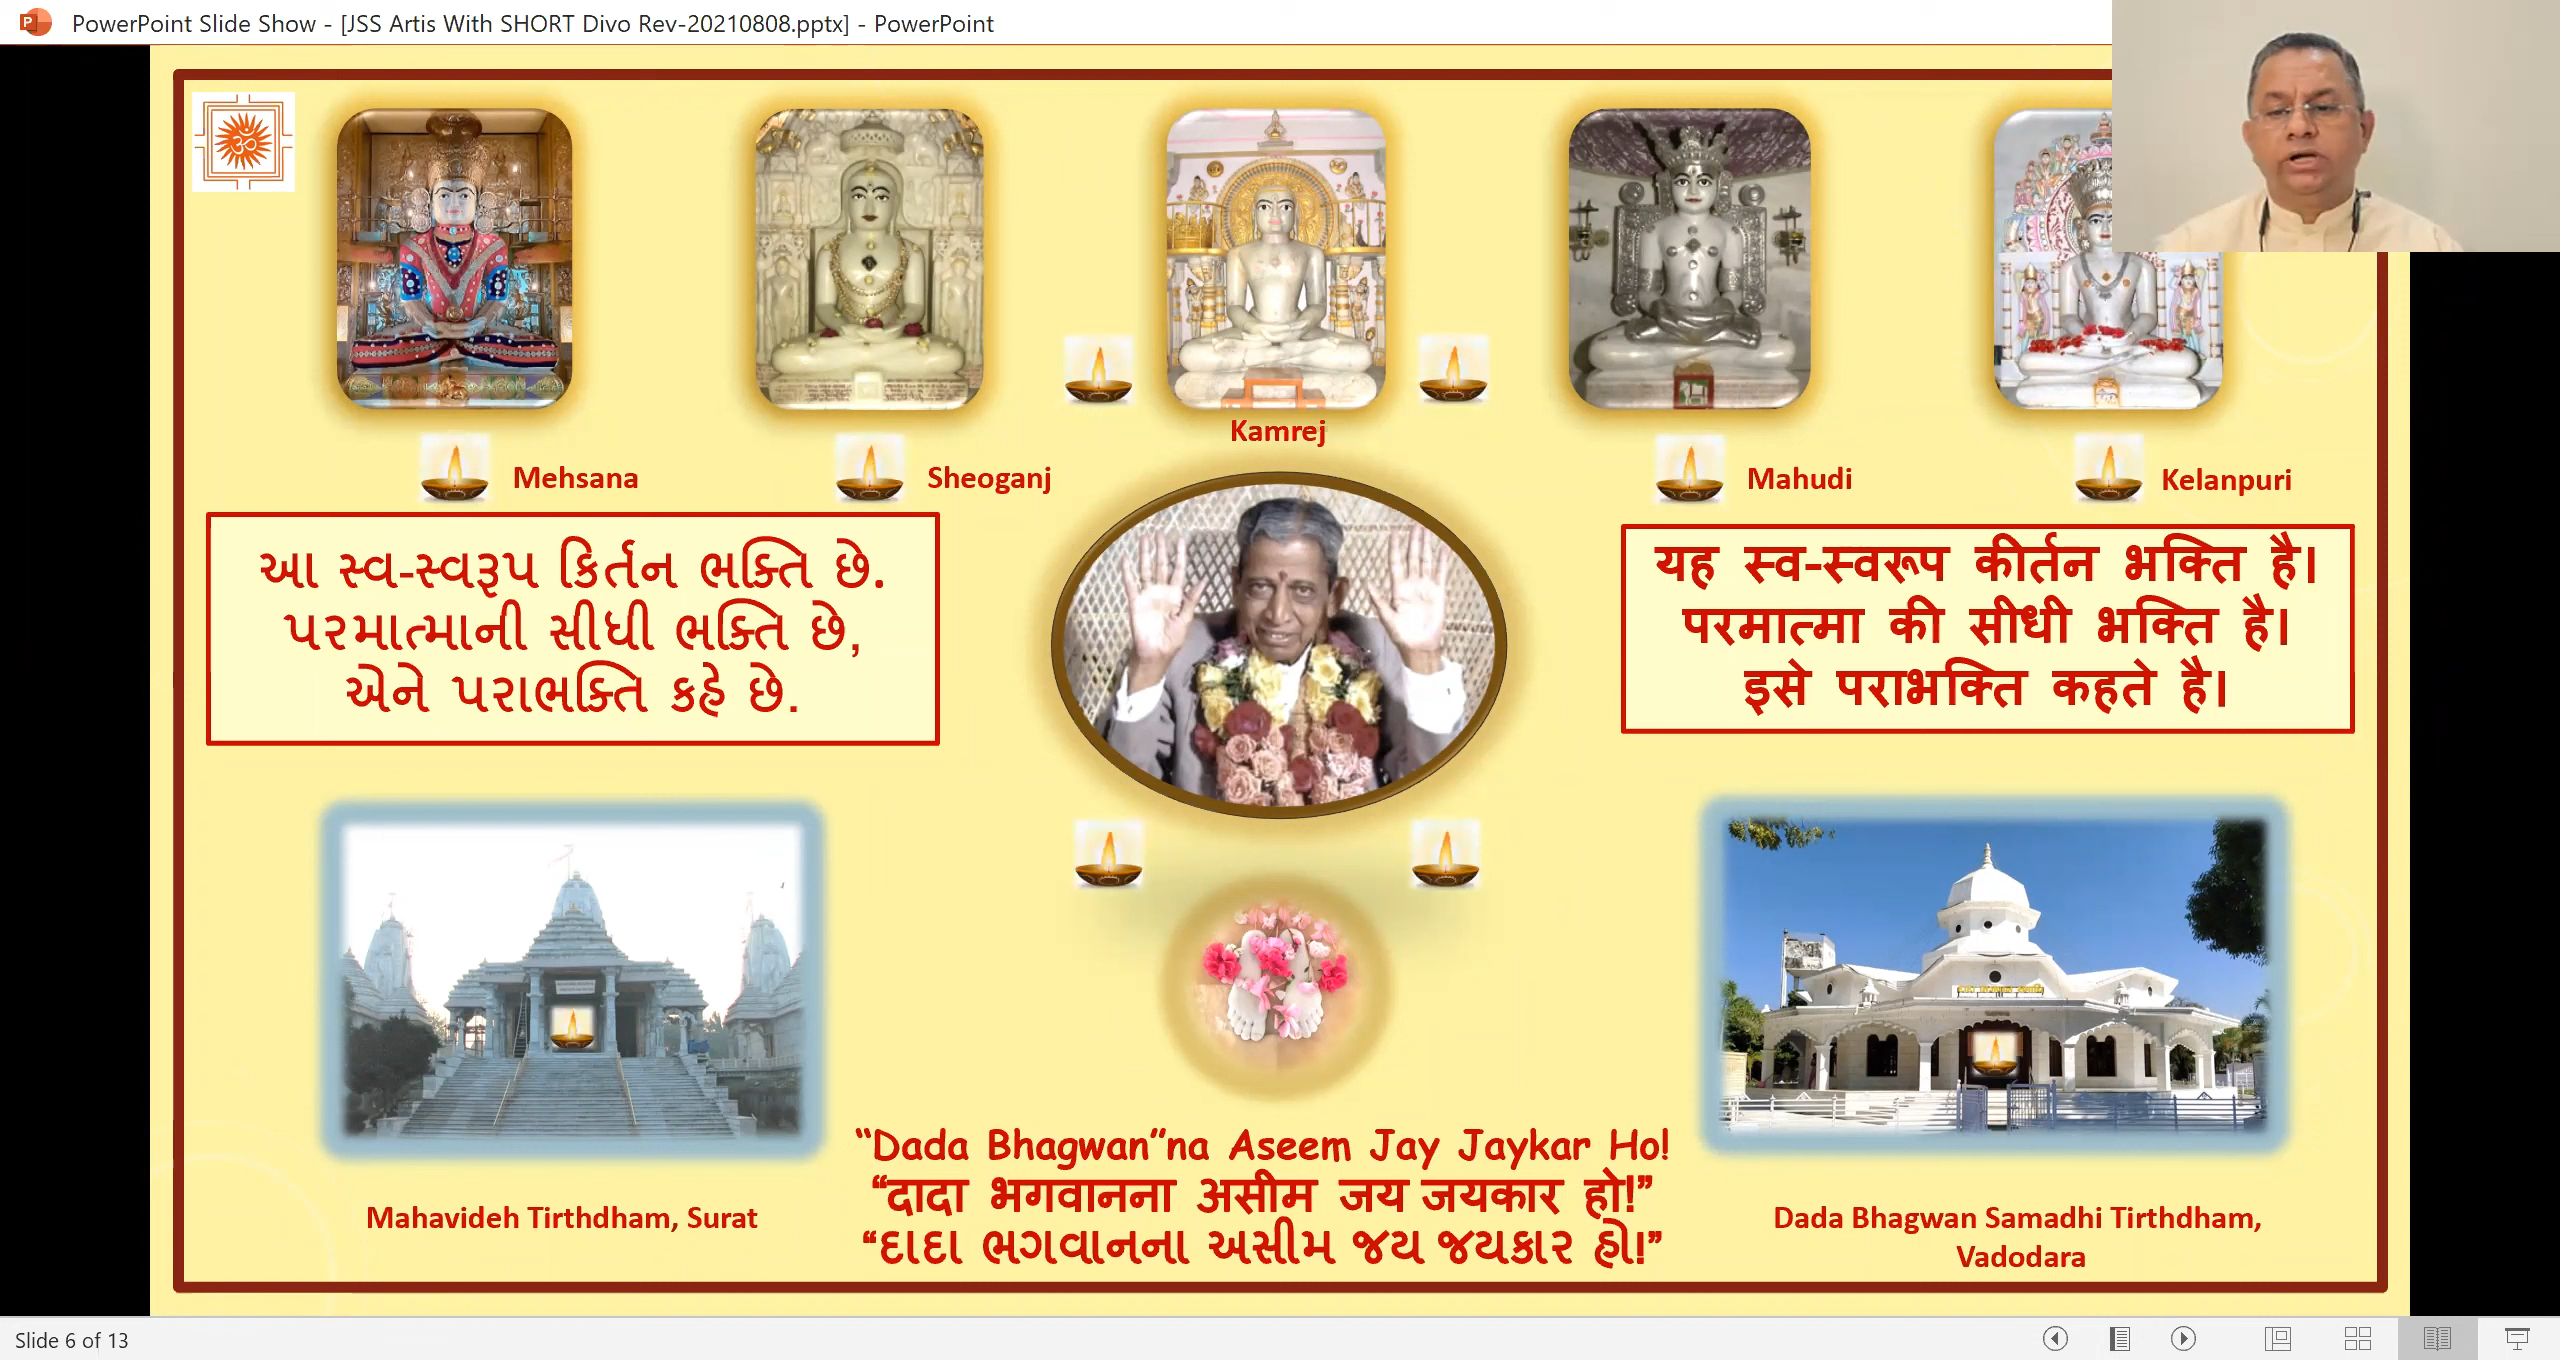 PowerPoint Slide Show - [JSS Artis With SHORT Divo Rev-20210808.pptx] - PowerPoint
Kamrej
Mehsana
Sheoganj
Mahudi
Kelanpuri
આ સ્વ-સ્વરૂપ કિર્તન ભક્તિ છે.
પરમાત્માની સીધી ભક્તિ છે,
એને પરાભક્તિ કહે છે.
यह स्व-स्वरूप कीर्तन भक्ति है।
परमात्मा की सीधी भक्ति है।
इसे पराभक्ति कहते है।
“Dada Bhagwan”na Aseem Jay Jaykar Ho!
“दादा भगवानना असीम जय जयकार हो!”
“દાદા ભગવાનના અસીમ જય જયકાર હો!”
Mahavideh Tirthdham, Surat
Dada Bhagwan Samadhi Tirthdham,
Vadodara
Slide 6 of 13